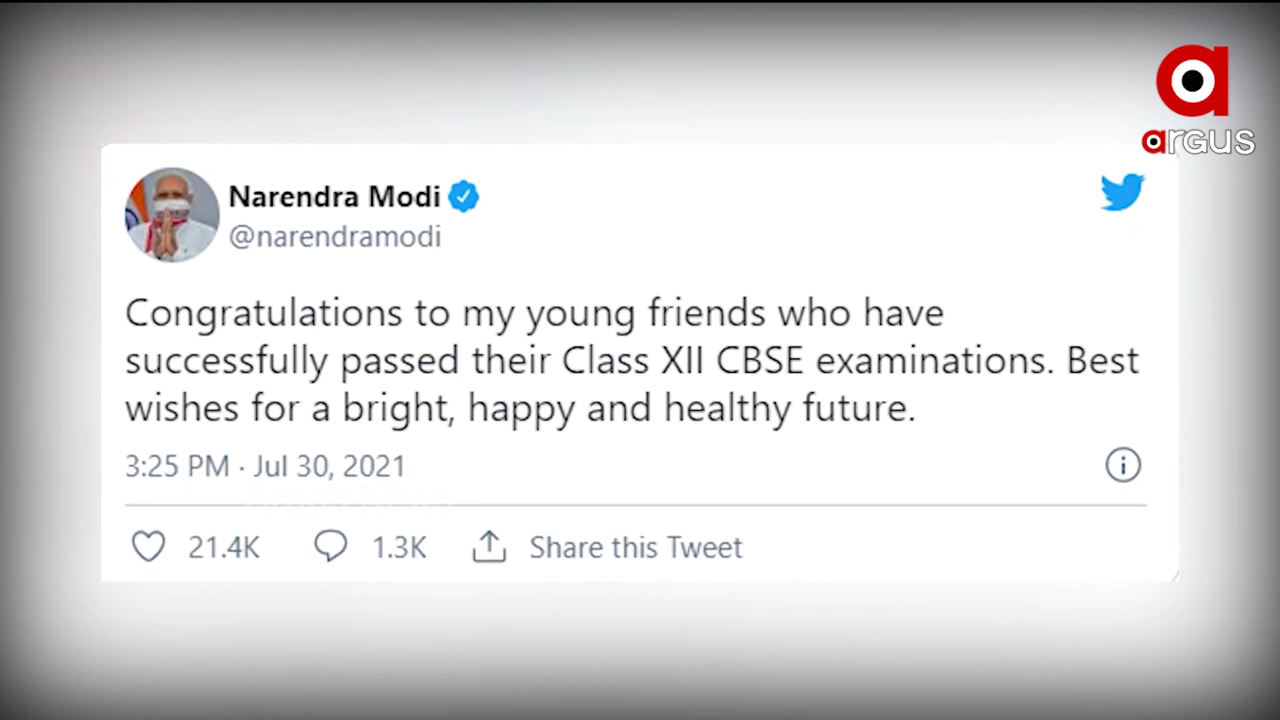 argus
Narendra Modi
@narendramodi
Congratulations to my young friends who have
successfully passed their Class XII CBSE examinations. Best
wishes for a bright, happy and healthy future.
3:25 PM · Jul 30, 2021
21.4K 1.3K Share this Tweet